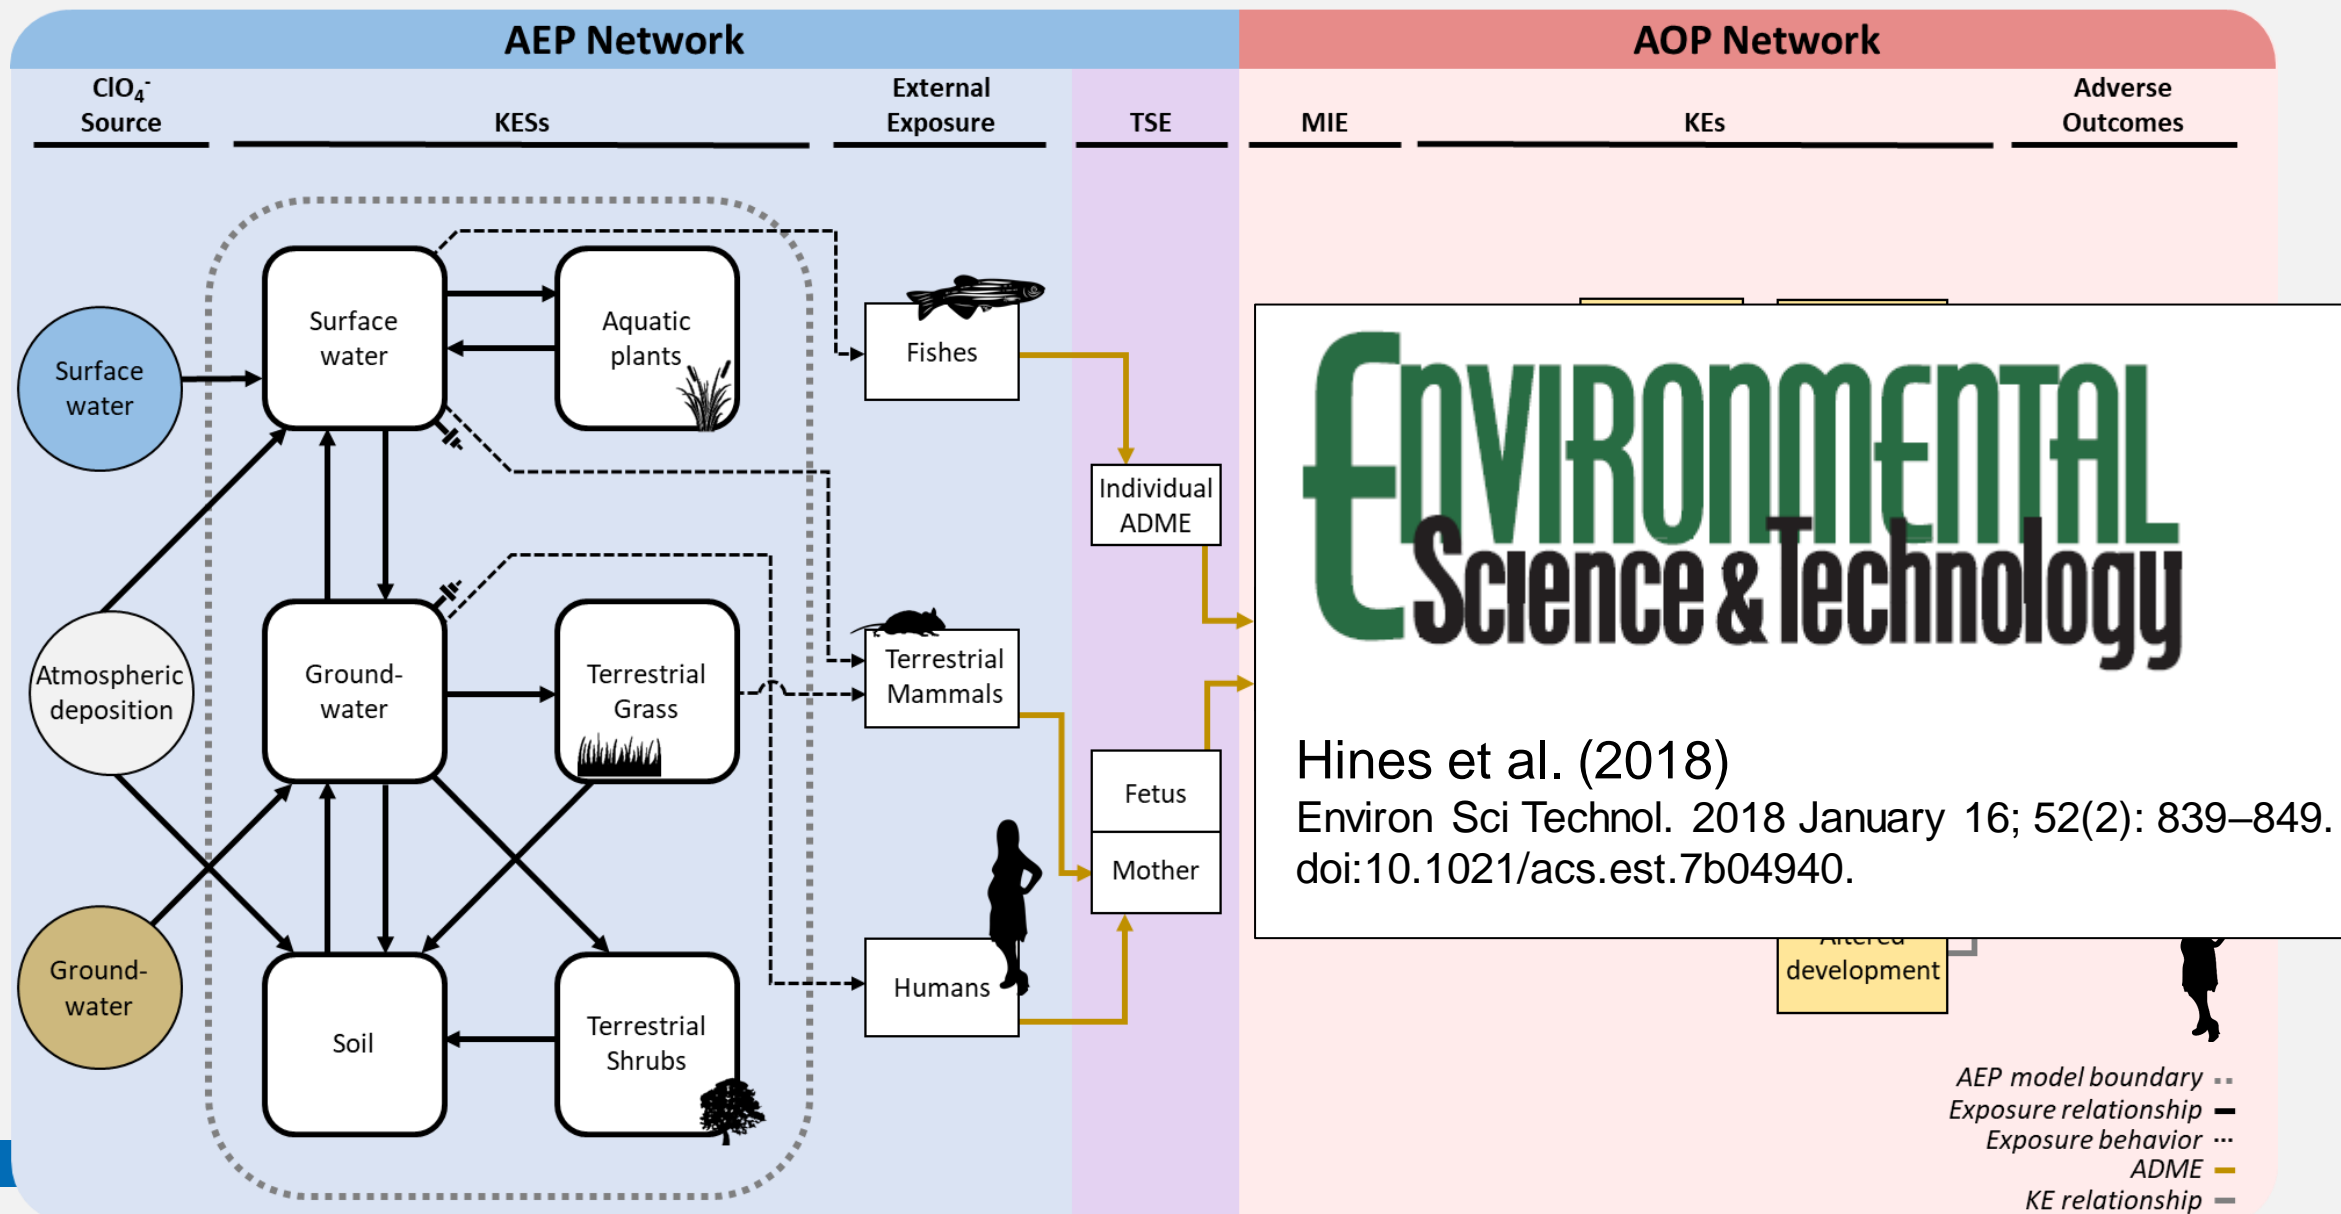 AEP Network
AOP Network
ClO4-
Source
KESs
External
Exposure
TSE
MIE
KEs
Adverse
Outcomes
Surface
water
Surface
water
Aquatic
plants
Fishes
Individual
ADME
Atmospheric
deposition
Ground-
water
Terrestrial
Grass
Terrestrial
Mammals
Fetus
Mother
Ground-
water
Soil
Terrestrial
Shrubs
Humans
ENVIRONMENTAL
Science & Technology
Hines et al. (2018)
Environ Sci Technol. 2018 January 16; 52(2): 839–849.
doi:10.1021/acs.est.7b04940.
Altered
development
AEP model boundary
Exposure relationship
Exposure behavior
ADME
KE relationship